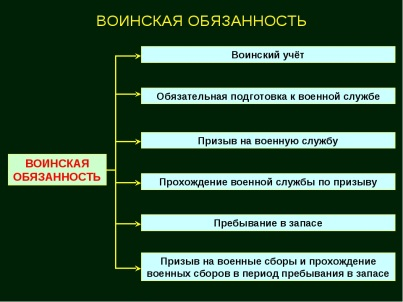 ВОИНСКАЯ ОБЯЗАННОСТЬ
Воинский учёт
Обязательная подготовка к военной службе
Призыв на военную службу
ВОИНСКАЯ
ОБЯЗАННОСТЬ
Прохождение военной службы по призыву
Пребывание в запасе
Призыв на военные сборы и прохождение
военных сборов в период пребывания в запасе